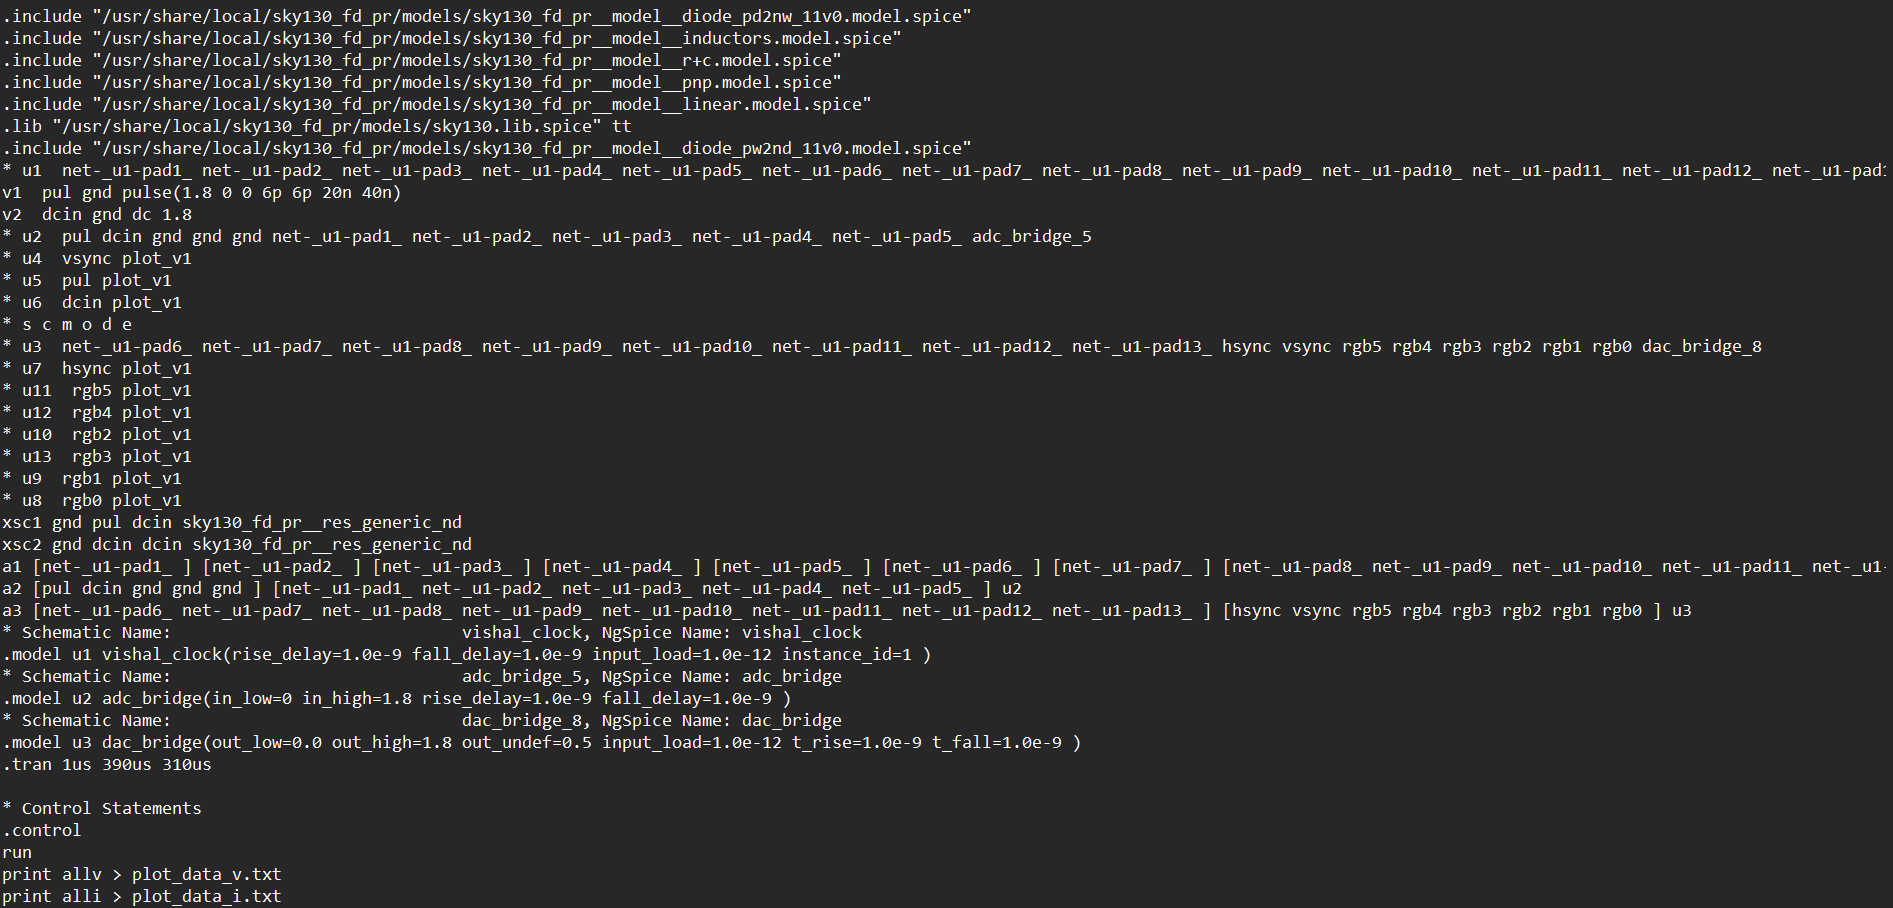 .include "/usr/share/local/sky130_fd_pr/models/sky130_fd_pr__model__diode_pd2nw_11v0.model.spice"
.include "/usr/share/local/sky130_fd_pr/models/sky130_fd_pr__model__inductors.model.spice"
.include "/usr/share/local/sky130_fd_pr/models/sky130_fd_pr__model__r+c.model.spice"
.include "/usr/share/local/sky130_fd_pr/models/sky130_fd_pr__model__pnp.model.spice"
.include "/usr/share/local/sky130_fd_pr/models/sky130_fd_pr__model__linear.model.spice"
.lib "/usr/share/local/sky130_fd_pr/models/sky130.lib.spice" tt
.include "/usr/share/local/sky130_fd_pr/models/sky130_fd_pr__model__diode_pw2nd_11v0.model.spice"
* u1  net-_u1-pad1_ net-_u1-pad2_ net-_u1-pad3_ net-_u1-pad4_ net-_u1-pad5_ net-_u1-pad6_ net-_u1-pad7_ net-_u1-pad8_ net-_u1-pad9_ net-_u1-pad10_ net-_u1-pad11_ net-_u1-pad12_ net-_u1-pad1
v1  pul gnd pulse(1.8 0 0 6p 6p 20n 40n)
v2  dcin gnd dc 1.8
* u2  pul dcin gnd gnd gnd net-_u1-pad1_ net-_u1-pad2_ net-_u1-pad3_ net-_u1-pad4_ net-_u1-pad5_ adc_bridge_5
* u4  vsync plot_v1
* u5  pul plot_v1
* u6  dcin plot_v1
* s c m o d e
* u3  net-_u1-pad6_ net-_u1-pad7_ net-_u1-pad8_ net-_u1-pad9_ net-_u1-pad10_ net-_u1-pad11_ net-_u1-pad12_ net-_u1-pad13_ hsync vsync rgb5 rgb4 rgb3 rgb2 rgb1 rgb0 dac_bridge_8
* u7  hsync plot_v1
* u11  rgb5 plot_v1
* u12  rgb4 plot_v1
* u10  rgb2 plot_v1
* u13  rgb3 plot_v1
* u9  rgb1 plot_v1
* u8  rgb0 plot_v1
xsc1 gnd pul dcin sky130_fd_pr__res_generic_nd
xsc2 gnd dcin dcin sky130_fd_pr__res_generic_nd
a1 [net-_u1-pad1_ ] [net-_u1-pad2_ ] [net-_u1-pad3_ ] [net-_u1-pad4_ ] [net-_u1-pad5_ ] [net-_u1-pad6_ ] [net-_u1-pad7_ ] [net-_u1-pad8_ net-_u1-pad9_ net-_u1-pad10_ net-_u1-pad11_ net-_u1-
a2 [pul dcin gnd gnd gnd ] [net-_u1-pad1_ net-_u1-pad2_ net-_u1-pad3_ net-_u1-pad4_ net-_u1-pad5_ ] u2
a3 [net-_u1-pad6_ net-_u1-pad7_ net-_u1-pad8_ net-_u1-pad9_ net-_u1-pad10_ net-_u1-pad11_ net-_u1-pad12_ net-_u1-pad13_ ] [hsync vsync rgb5 rgb4 rgb3 rgb2 rgb1 rgb0 ] u3
* Schematic Name:                             vishal_clock, NgSpice Name: vishal_clock
.model u1 vishal_clock(rise_delay=1.0e-9 fall_delay=1.0e-9 input_load=1.0e-12 instance_id=1 )
* Schematic Name:                             adc_bridge_5, NgSpice Name: adc_bridge
.model u2 adc_bridge(in_low=0 in_high=1.8 rise_delay=1.0e-9 fall_delay=1.0e-9 )
* Schematic Name:                             dac_bridge_8, NgSpice Name: dac_bridge
.model u3 dac_bridge(out_low=0.0 out_high=1.8 out_undef=0.5 input_load=1.0e-12 t_rise=1.0e-9 t_fall=1.0e-9 )
.tran 1us 390us 310us

* Control Statements
.control
run
print allv > plot_data_v.txt
print alli > plot_data_i.txt